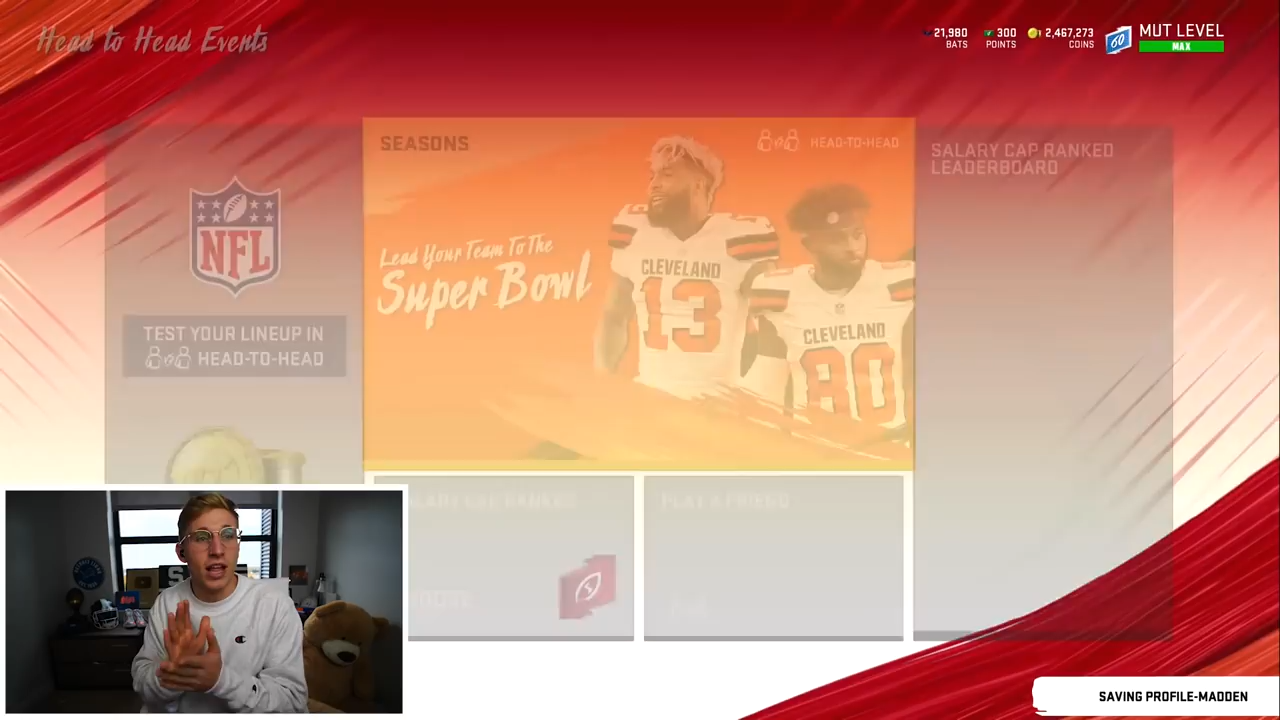 Head to Head Events
21,980
BATS
300
POINTS
2,467,273
COINS
60
MUT LEVEL
MAX
NFL
TEST YOUR LINEUP IN
HEAD-TO-HEAD
SEASONS
HEAD-TO-HEAD
Lead Your Team To The
Super Bowl
CLEVELAND
13
CLEVELAND
80
SALARY CAP RANKED
LEADERBOARD
PLAY A FRIEND
SAVING PROFILE-MADDEN